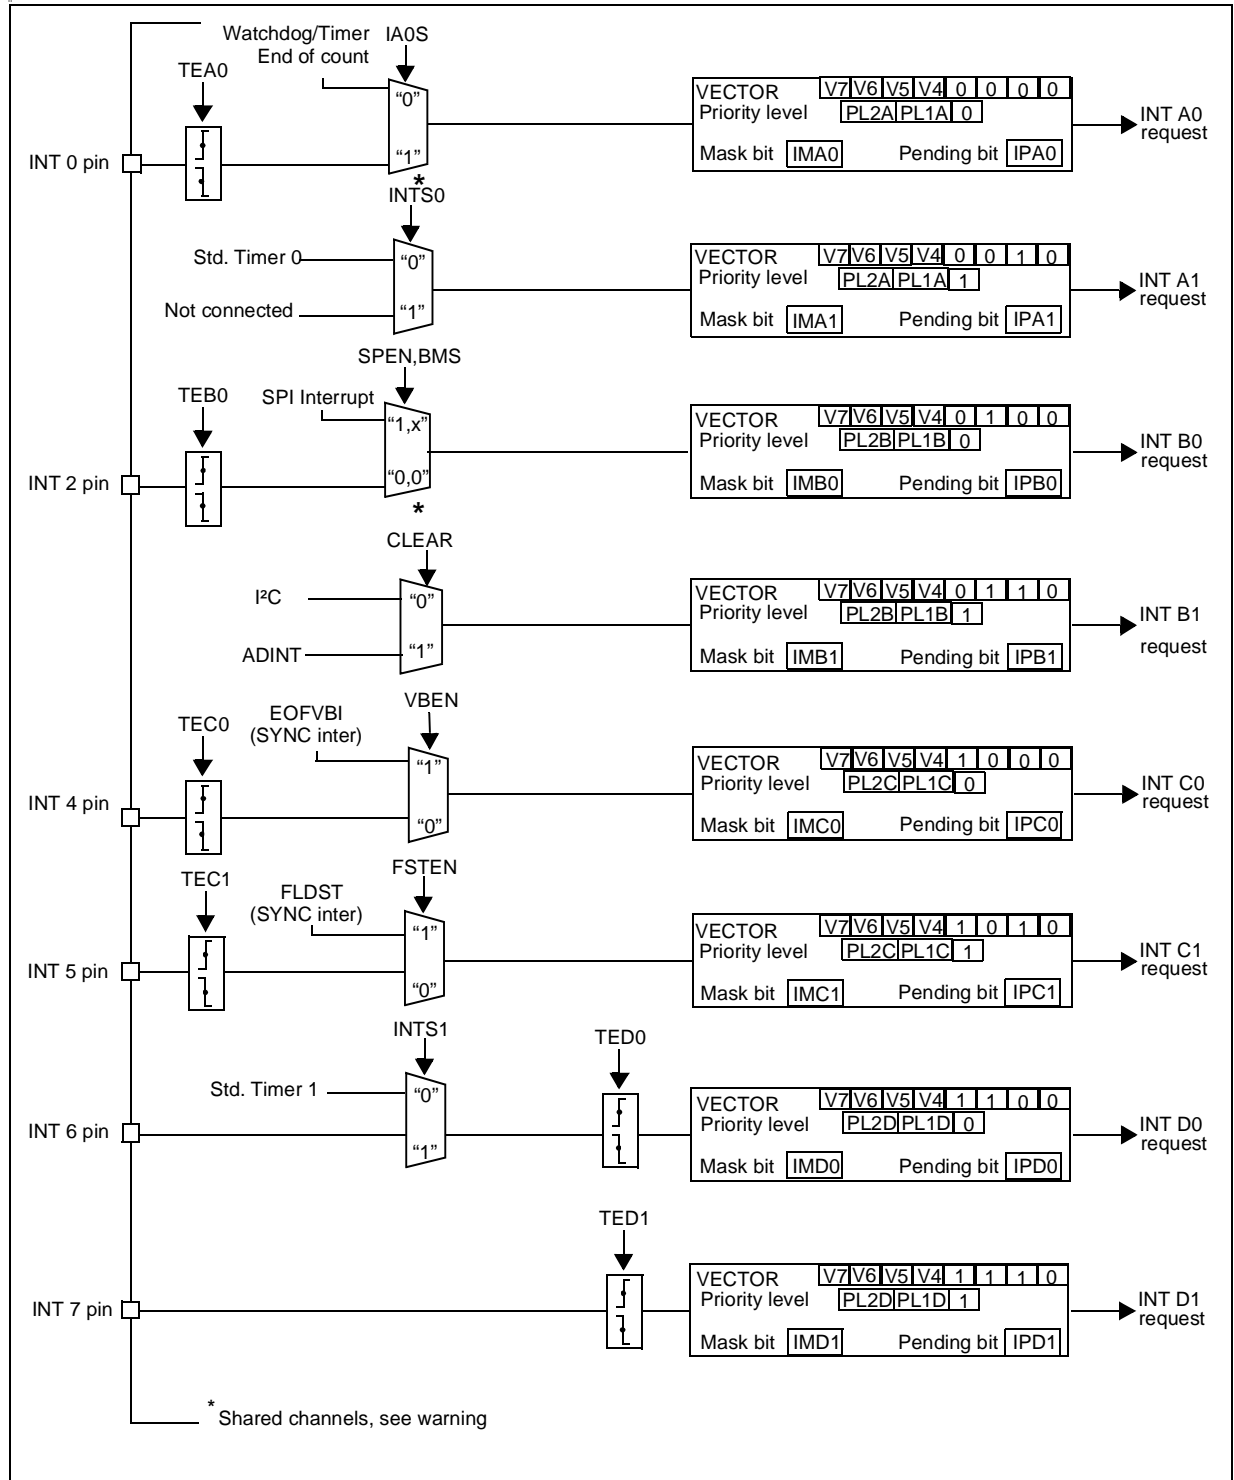 Watchdog/Timer IA0S
End of count
TEA0
“0”
“1”
INT 0 pin
VECTOR V7 V6 V5 V4 0 0 0 0
Priority level PL2A PL1A 0
Mask bit IMA0 Pending bit IPA0
INT A0
request
*
INTS0
Std. Timer 0
“0”
Not connected
“1”
VECTOR V7 V6 V5 V4 0 0 1 0
Priority level PL2A PL1A 1
Mask bit IMA1 Pending bit IPA1
INT A1
request
SPEN,BMS
TEB0
SPI Interrupt
“1,x”
“0,0”
INT 2 pin
*
VECTOR V7 V6 V5 V4 0 1 0 0
Priority level PL2B PL1B 0
Mask bit IMB0 Pending bit IPB0
INT B0
request
CLEAR
I²C
“0”
ADINT
“1”
VECTOR V7 V6 V5 V4 0 1 1 0
Priority level PL2B PL1B 1
Mask bit IMB1 Pending bit IPB1
INT B1
request
VBEN
EOFVBI
(SYNC inter)
TEC0
“1”
“0”
INT 4 pin
VECTOR V7 V6 V5 V4 1 0 0 0
Priority level PL2C PL1C 0
Mask bit IMC0 Pending bit IPC0
INT C0
request
FSTEN
TEC1
FLDST
(SYNC inter)
“1”
“0”
INT 5 pin
VECTOR V7 V6 V5 V4 1 0 1 0
Priority level PL2C PL1C 1
Mask bit IMC1 Pending bit IPC1
INT C1
request
INTS1
TED0
Std. Timer 1
“0”
“1”
INT 6 pin
VECTOR V7 V6 V5 V4 1 1 0 0
Priority level PL2D PL1D 0
Mask bit IMD0 Pending bit IPD0
INT D0
request
TED1
INT 7 pin
VECTOR V7 V6 V5 V4 1 1 1 0
Priority level PL2D PL1D 1
Mask bit IMD1 Pending bit IPD1
INT D1
request
* Shared channels, see warning